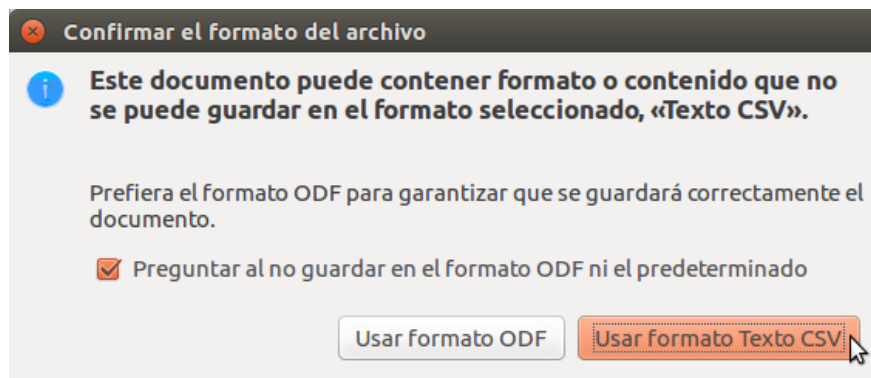 Confirmar el formato del archivo
Este documento puede contener formato o contenido que no
se puede guardar en el formato seleccionado, «Texto CSV».
Prefiera el formato ODF para garantizar que se guardará correctamente el
documento.
Preguntar al no guardar en el formato ODF ni el predeterminado
Usar formato ODF
Usar formato Texto CSV